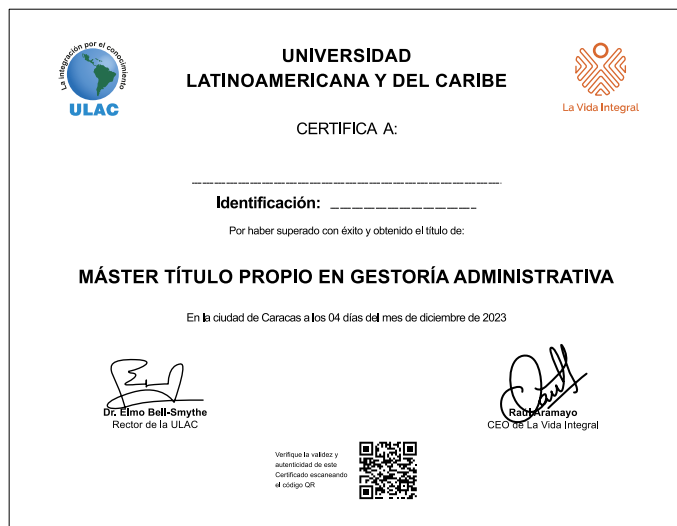 La integración por el conocimiento
ULAC
UNIVERSIDAD
LATINOAMERICANA Y DEL CARIBE
La Vida Integral
CERTIFICA A:
Identificación:
Por haber superado con éxito y obtenido el título de:
MÁSTER TÍTULO PROPIO EN GESTORÍA ADMINISTRATIVA
En la ciudad de Caracas a los 04 días del mes de diciembre de 2023
Dr. Elmo Bell-Smythe
Rector de la ULAC
Raúl Aramayo
CEO de La Vida Integral
Verifique la validez y
autenticidad de este
Certificado escaneando
el código QR